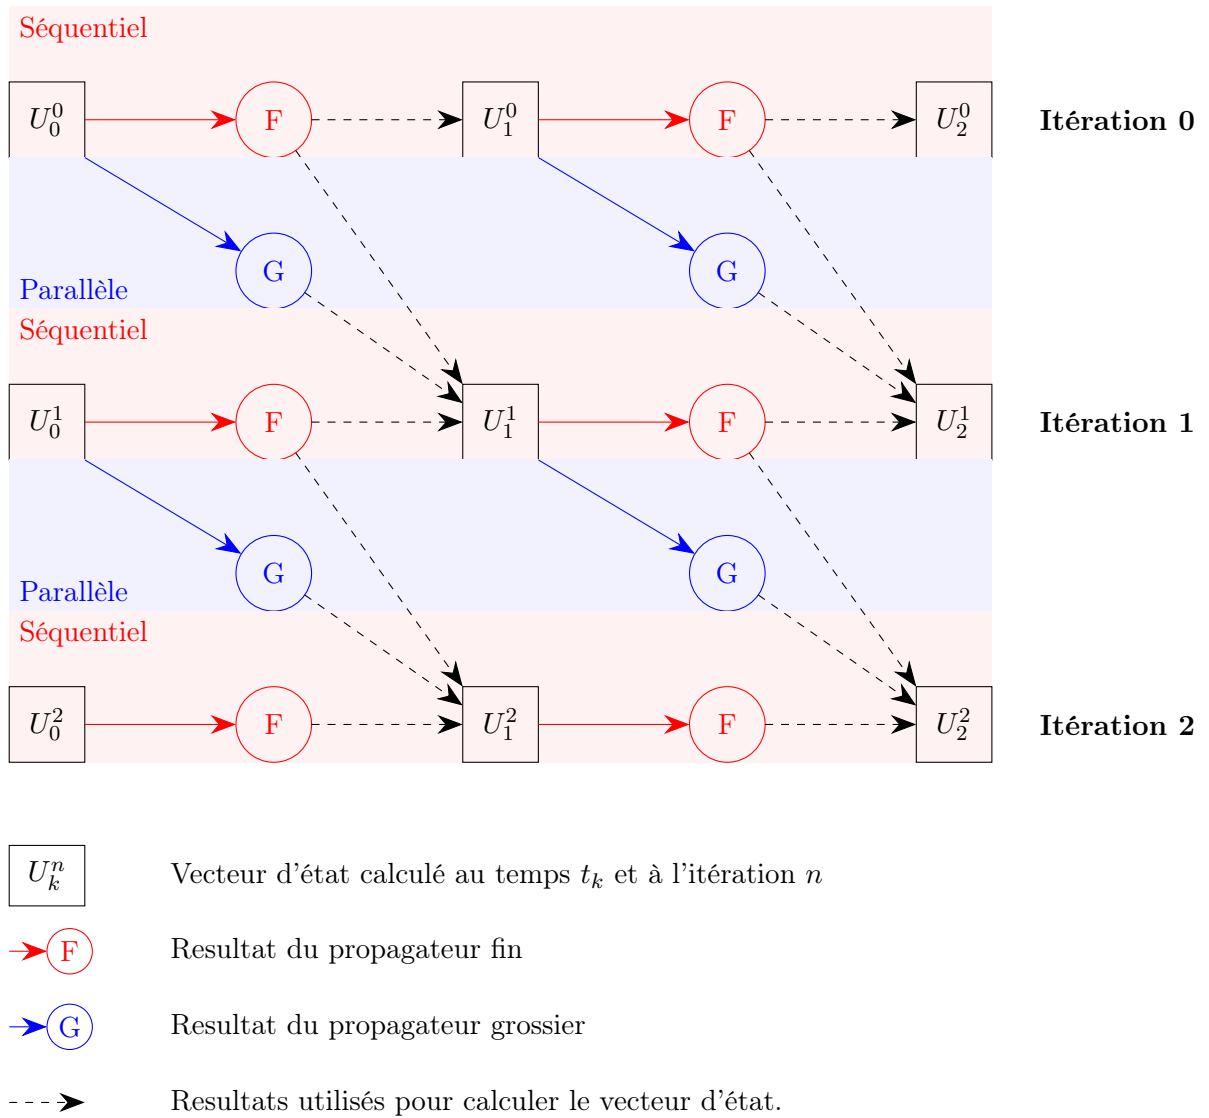 Séquentiel
U_0^0 F U_1^0 F U_2^0 Itération 0
G G
Parallèle
Séquentiel
U_0^1 F U_1^1 F U_2^1 Itération 1
G G
Parallèle
Séquentiel
U_0^2 F U_1^2 F U_2^2 Itération 2
U_k^n Vecteur d'état calculé au temps t_k et à l'itération n
F Resultat du propagateur fin
G Resultat du propagateur grossier
Resultats utilisés pour calculer le vecteur d'état.